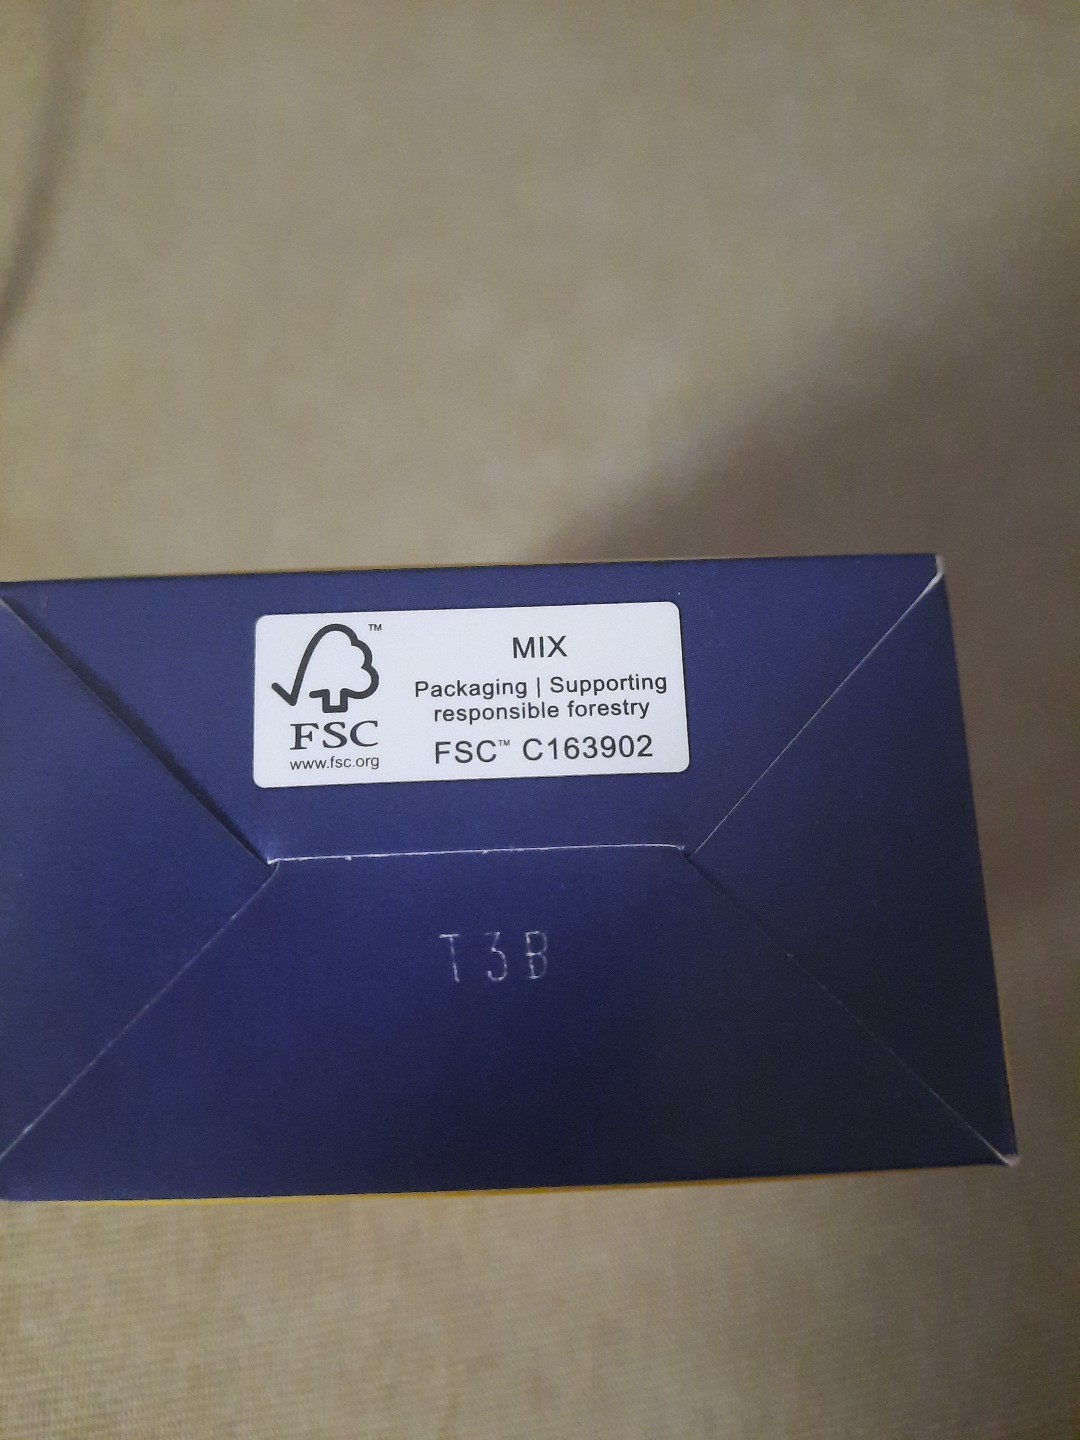 ™
FSC
www.fsc.org
MIX
Packaging | Supporting
responsible forestry
FSC™ C163902
T3B